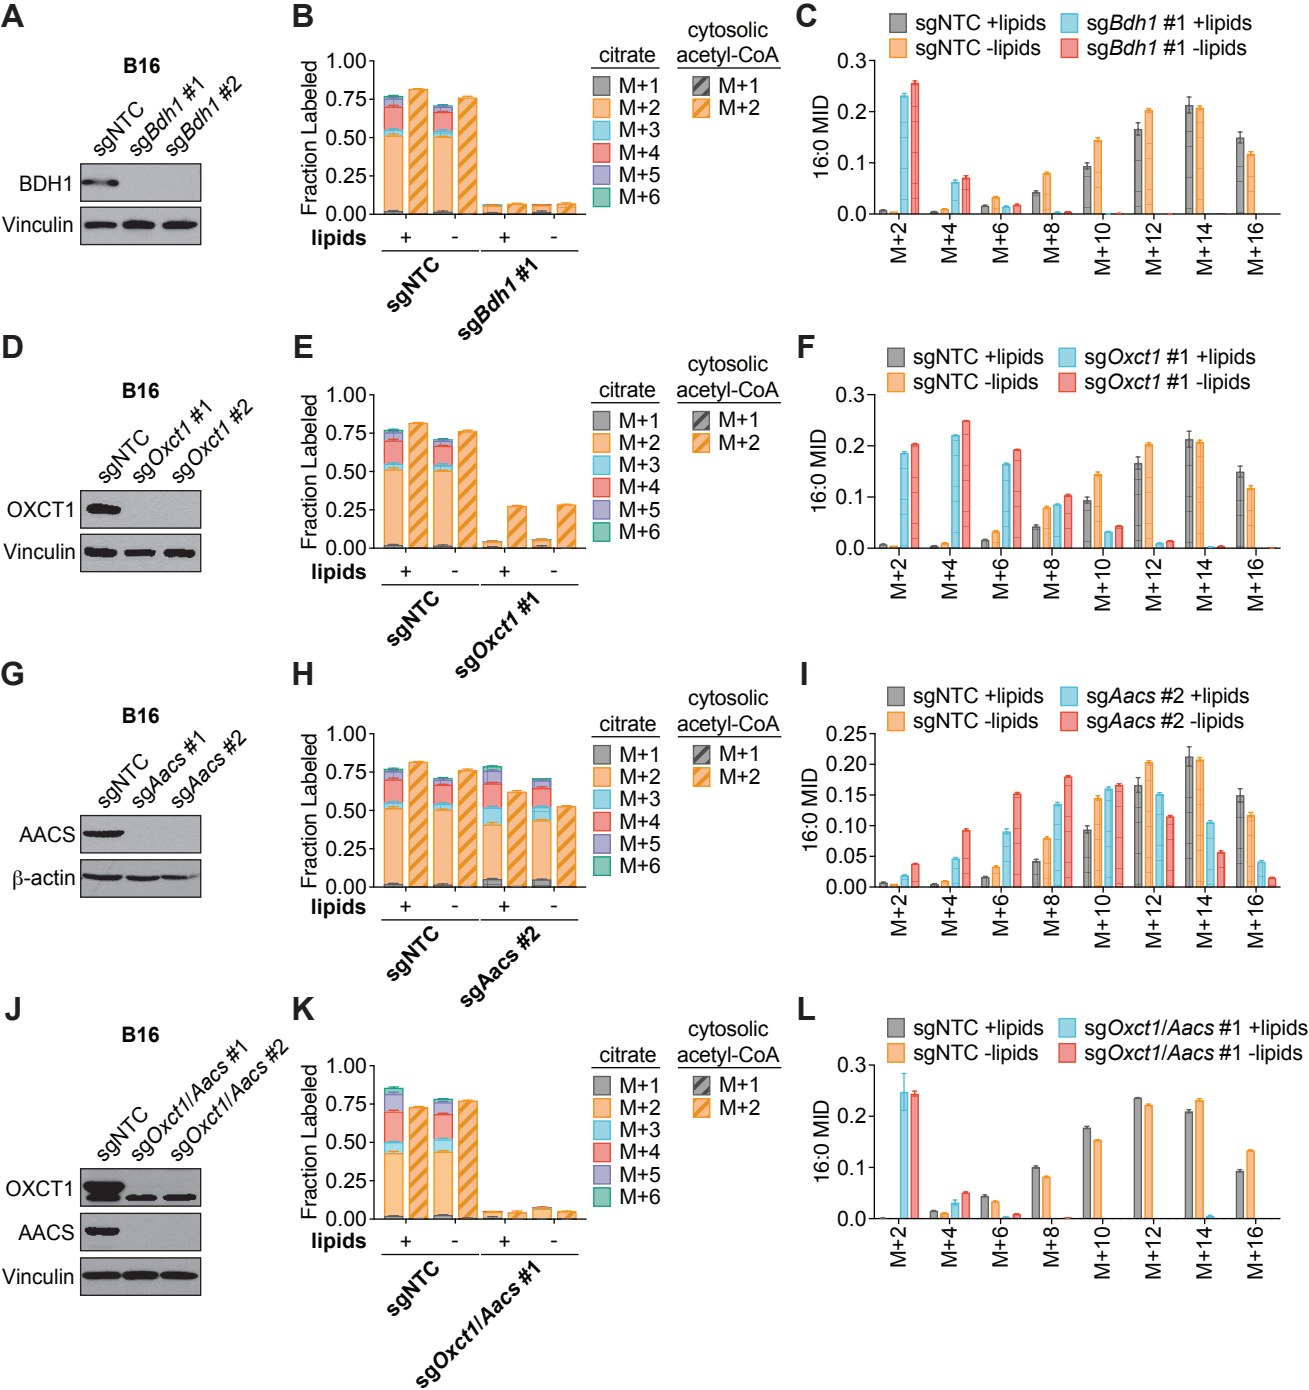 A
B16
sgNTC
sgBdh1 #1
sgBdh1 #2
BDH1
Vinculin
B
Fraction Labeled
1.00
0.75
0.50
0.25
0.00
lipids
+
-
+
-
sgNTC
sgBdh1 #1
citrate
M+1
M+2
M+3
M+4
M+5
M+6
cytosolic
acetyl-CoA
M+1
M+2
C
sgNTC +lipids
sgNTC -lipids
sgBdh1 #1 +lipids
sgBdh1 #1 -lipids
16:0 MID
0.3
0.2
0.1
0.0
M+2
M+4
M+6
M+8
M+10
M+12
M+14
M+16
D
B16
sgNTC
sgOxct1 #1
sgOxct1 #2
OXCT1
Vinculin
E
Fraction Labeled
1.00
0.75
0.50
0.25
0.00
lipids
+
-
+
-
sgNTC
sgOxct1 #1
citrate
M+1
M+2
M+3
M+4
M+5
M+6
cytosolic
acetyl-CoA
M+1
M+2
F
sgNTC +lipids
sgNTC -lipids
sgOxct1 #1 +lipids
sgOxct1 #1 -lipids
16:0 MID
0.3
0.2
0.1
0.0
M+2
M+4
M+6
M+8
M+10
M+12
M+14
M+16
G
B16
sgNTC
sgAacs #1
sgAacs #2
AACS
β-actin
H
Fraction Labeled
1.00
0.75
0.50
0.25
0.00
lipids
+
-
+
-
sgNTC
sgAacs #2
citrate
M+1
M+2
M+3
M+4
M+5
M+6
cytosolic
acetyl-CoA
M+1
M+2
I
sgNTC +lipids
sgNTC -lipids
sgAacs #2 +lipids
sgAacs #2 -lipids
16:0 MID
0.25
0.20
0.15
0.10
0.05
0.00
M+2
M+4
M+6
M+8
M+10
M+12
M+14
M+16
J
B16
sgNTC
sgOxct1/Aacs #1
sgOxct1/Aacs #2
OXCT1
AACS
Vinculin
K
Fraction Labeled
1.00
0.75
0.50
0.25
0.00
lipids
+
-
+
-
sgNTC
sgOxct1/Aacs #1
citrate
M+1
M+2
M+3
M+4
M+5
M+6
cytosolic
acetyl-CoA
M+1
M+2
L
sgNTC +lipids
sgNTC -lipids
sgOxct1/Aacs #1 +lipids
sgOxct1/Aacs #1 -lipids
16:0 MID
0.3
0.2
0.1
0.0
M+2
M+4
M+6
M+8
M+10
M+12
M+14
M+16